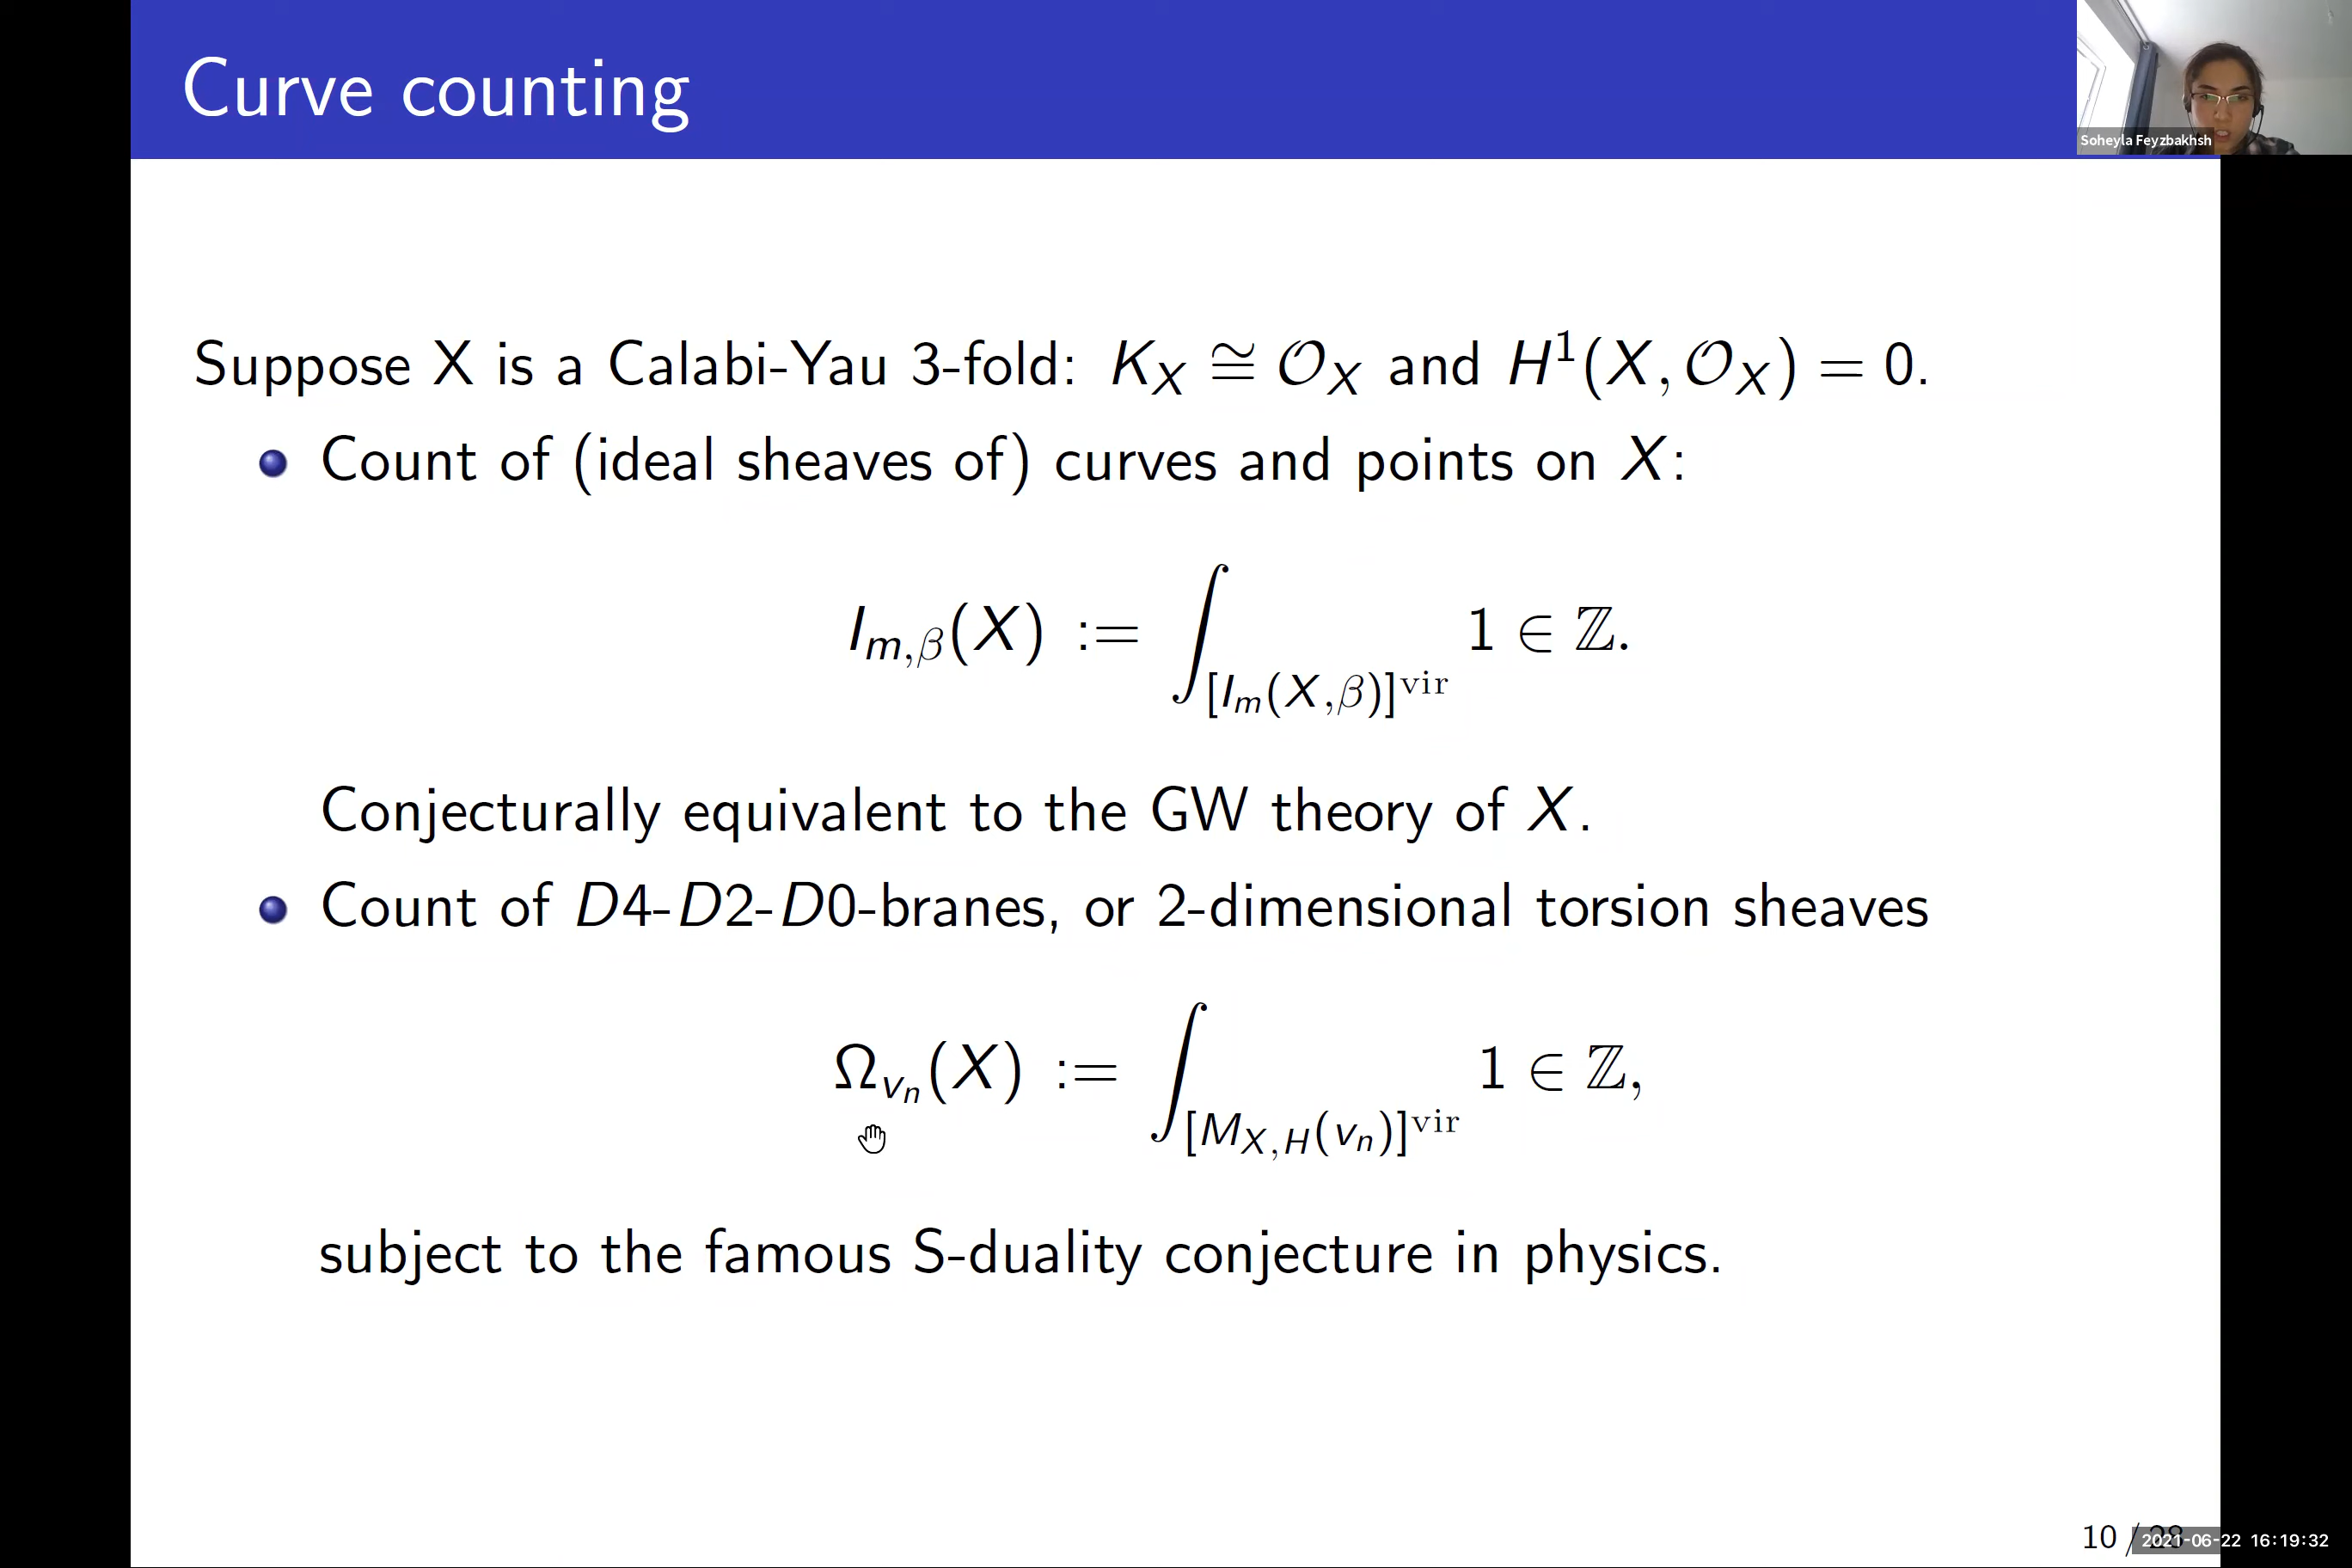 Curve counting
Soheyla Feyzbakhsh
Suppose X is a Calabi-Yau 3-fold: K_X ≅ 𝒪_X and H¹(X, 𝒪_X) = 0.
Count of (ideal sheaves of) curves and points on X:
I_{m,β}(X) := ∫_{[I_m(X,β)]^{vir}} 1 ∈ ℤ.
Conjecturally equivalent to the GW theory of X.
Count of D4-D2-D0-branes, or 2-dimensional torsion sheaves
Ω_{v_n}(X) := ∫_{[M_{X,H}(v_n)]^{vir}} 1 ∈ ℤ,
subject to the famous S-duality conjecture in physics.
10 / 28
2021-06-22 16:19:32